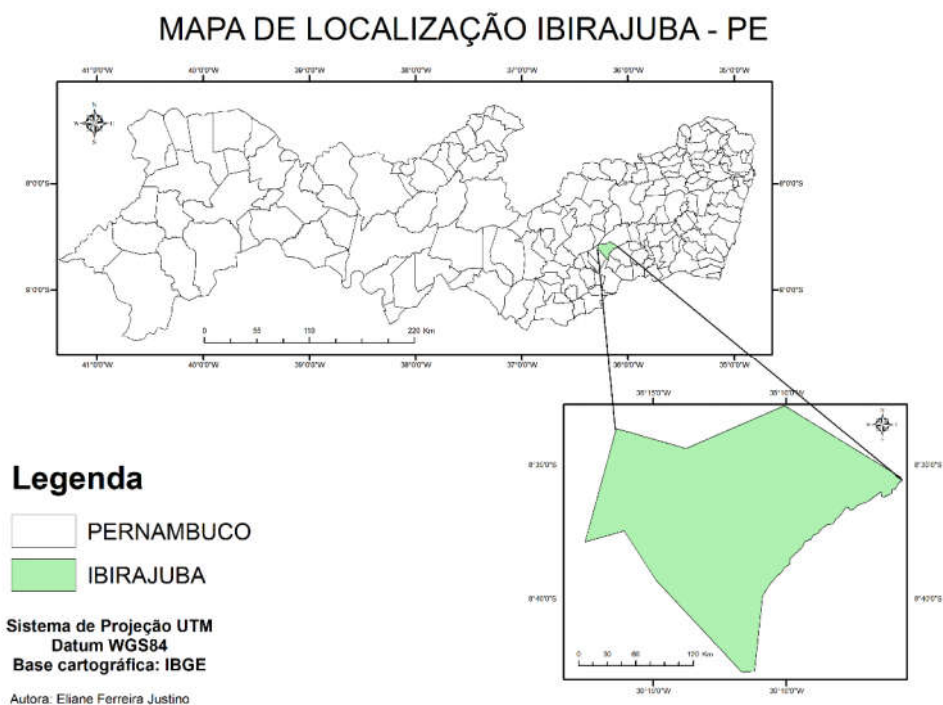 MAPA DE LOCALIZAÇÃO IBIRAJUBA - PE
41°0'0"W 40°0'0"W 39°0'0"W 38°0'0"W 37°0'0"W 36°0'0"W 35°0'0"W
N
8°0'0"S 8°0'0"S
9°0'0"S
0 55 110 220 Km
41°0'0"W 40°0'0"W 39°0'0"W 38°0'0"W 37°0'0"W 36°0'0"W 35°0'0"W
N
8°40'0"S 8°40'0"S
0 30 60 120 Km
Legenda
PERNAMBUCO
IBIRAJUBA
Sistema de Projeção UTM
Datum WGS84
Base cartográfica: IBGE
Autora: Eliane Ferreira Justino